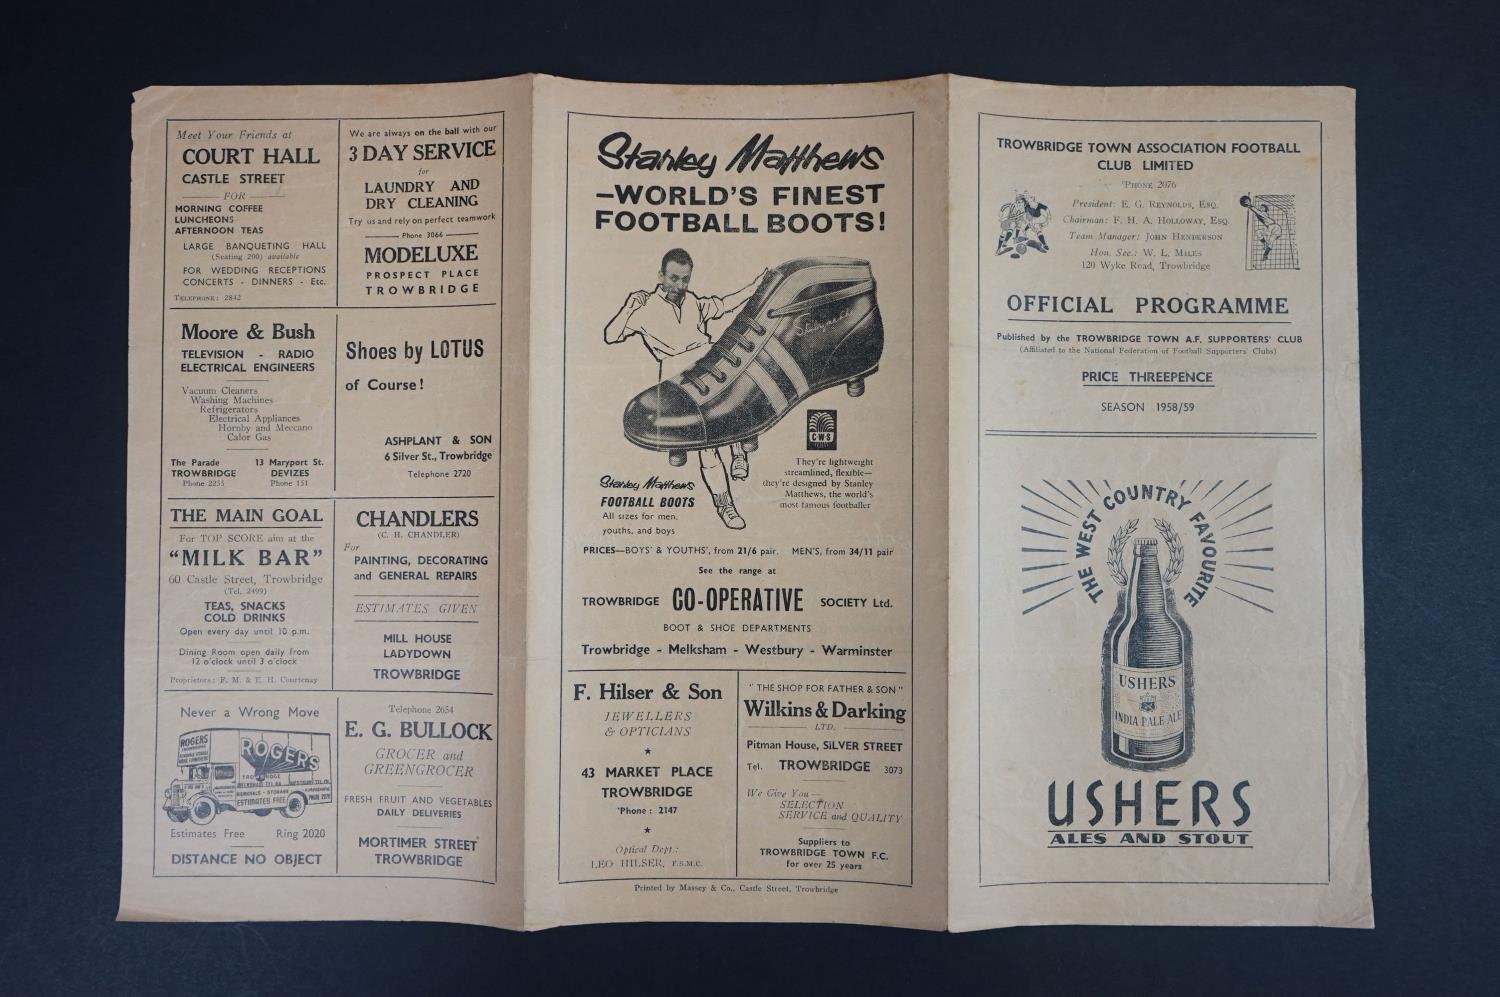 Meet Your Friends at
COURT HALL
CASTLE STREET
FOR
MORNING COFFEE
LUNCHEONS
AFTERNOON TEAS
LARGE BANQUETING HALL
(Seating 200) available
FOR WEDDING RECEPTIONS
CONCERTS - DINNERS - Etc.
TELEPHONE: 2842
We are always on the ball with our
3 DAY SERVICE
for
LAUNDRY AND
DRY CLEANING
Try us and rely on perfect teamwork
Phone 3066
MODELUXE
PROSPECT PLACE
TROWBRIDGE
Moore & Bush
TELEVISION - RADIO
ELECTRICAL ENGINEERS
Vacuum Cleaners
Washing Machines
Refrigerators
Electrical Appliances
Hornby and Meccano
Calor Gas
The Parade 13 Maryport St.
TROWBRIDGE DEVIZES
Phone 2255 Phone 151
Shoes by LOTUS
of Course!
ASHPLANT & SON
6 Silver St., Trowbridge
Telephone 2720
THE MAIN GOAL
For TOP SCORE aim at the
"MILK BAR"
60 Castle Street, Trowbridge
(Tel. 2499)
TEAS, SNACKS
COLD DRINKS
Open every day until 10 p.m.
Dining Room open daily from
12 o'clock until 3 o'clock
Proprietors: F. M. & E. H. Courtenay
CHANDLERS
(C. H. CHANDLER)
For
PAINTING, DECORATING
and GENERAL REPAIRS
ESTIMATES GIVEN
MILL HOUSE
LADYDOWN
TROWBRIDGE
Never a Wrong Move
ROGERS
ROGERS
REMOVALS - STORAGE
ESTIMATES FREE
PHONE 2020
Estimates Free Ring 2020
DISTANCE NO OBJECT
Telephone 2654
E. G. BULLOCK
GROCER and
GREENGROCER
FRESH FRUIT AND VEGETABLES
DAILY DELIVERIES
MORTIMER STREET
TROWBRIDGE
Stanley Matthews
-WORLD'S FINEST
FOOTBALL BOOTS!
CWS
They're lightweight
streamlined, flexible—
they're designed by Stanley
Matthews, the world's
most famous footballer
Stanley Matthews
FOOTBALL BOOTS
All sizes for men,
youths, and boys
PRICES—BOYS' & YOUTHS', from 21/6 pair. MEN'S, from 34/11 pair
See the range at
TROWBRIDGE CO-OPERATIVE SOCIETY Ltd.
BOOT & SHOE DEPARTMENTS
Trowbridge - Melksham - Westbury - Warminster
F. Hilser & Son
JEWELLERS
& OPTICIANS
43 MARKET PLACE
TROWBRIDGE
'Phone: 2147
Optical Dept.:
LEO HILSER, F.S.M.C.
"THE SHOP FOR FATHER & SON"
Wilkins & Darking
LTD.
Pitman House, SILVER STREET
Tel. TROWBRIDGE 3073
We Give You—
SELECTION
SERVICE and QUALITY
Suppliers to
TROWBRIDGE TOWN F.C.
for over 25 years
Printed by Massey & Co., Castle Street, Trowbridge
TROWBRIDGE TOWN ASSOCIATION FOOTBALL
CLUB LIMITED
'PHONE 2076
President: E. G. REYNOLDS, ESQ.
Chairman: F. H. A. HOLLOWAY, ESQ.
Team Manager: JOHN HENDERSON
Hon. Sec.: W. L. MILES
120 Wyke Road, Trowbridge
OFFICIAL PROGRAMME
Published by the TROWBRIDGE TOWN A.F. SUPPORTERS' CLUB
(Affiliated to the National Federation of Football Supporters' Clubs)
PRICE THREEPENCE
SEASON 1958/59
THE WEST COUNTRY FAVOURITE
USHERS
INDIA PALE ALE
USHERS
ALES AND STOUT